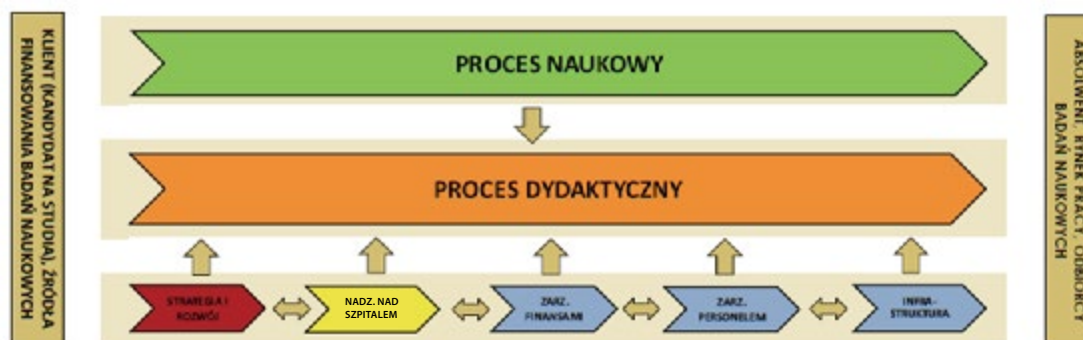 KLIENT (KANDYDAT NA STUDIA), ŹRÓDŁA
FINANSOWANIA BADAŃ NAUKOWYCH
PROCES NAUKOWY
PROCES DYDAKTYCZNY
STRATEGIA I
ROZWÓJ
NADZ. NAD
SZPITALEM
ZARZ.
FINANSAMI
ZARZ.
PERSONELEM
INFRA-
STRUKTURA
ABSOLWENT, RYNEK PRACY, ODBIORCY
BADAŃ NAUKOWYCH